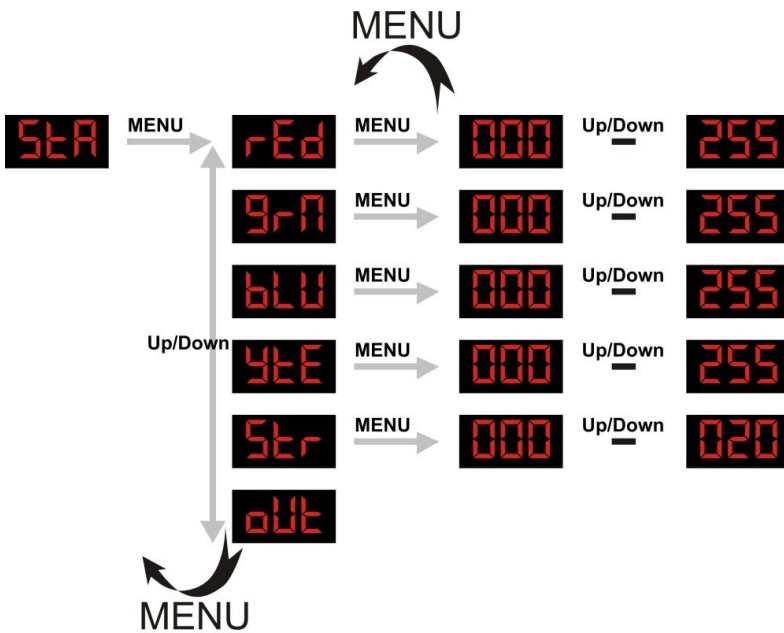 MENU
StA MENU rEd MENU 000 Up/Down 255
grn MENU 000 Up/Down 255
bLU MENU 000 Up/Down 255
Up/Down YtE MENU 000 Up/Down 255
Str MENU 000 Up/Down 020
oUt
MENU